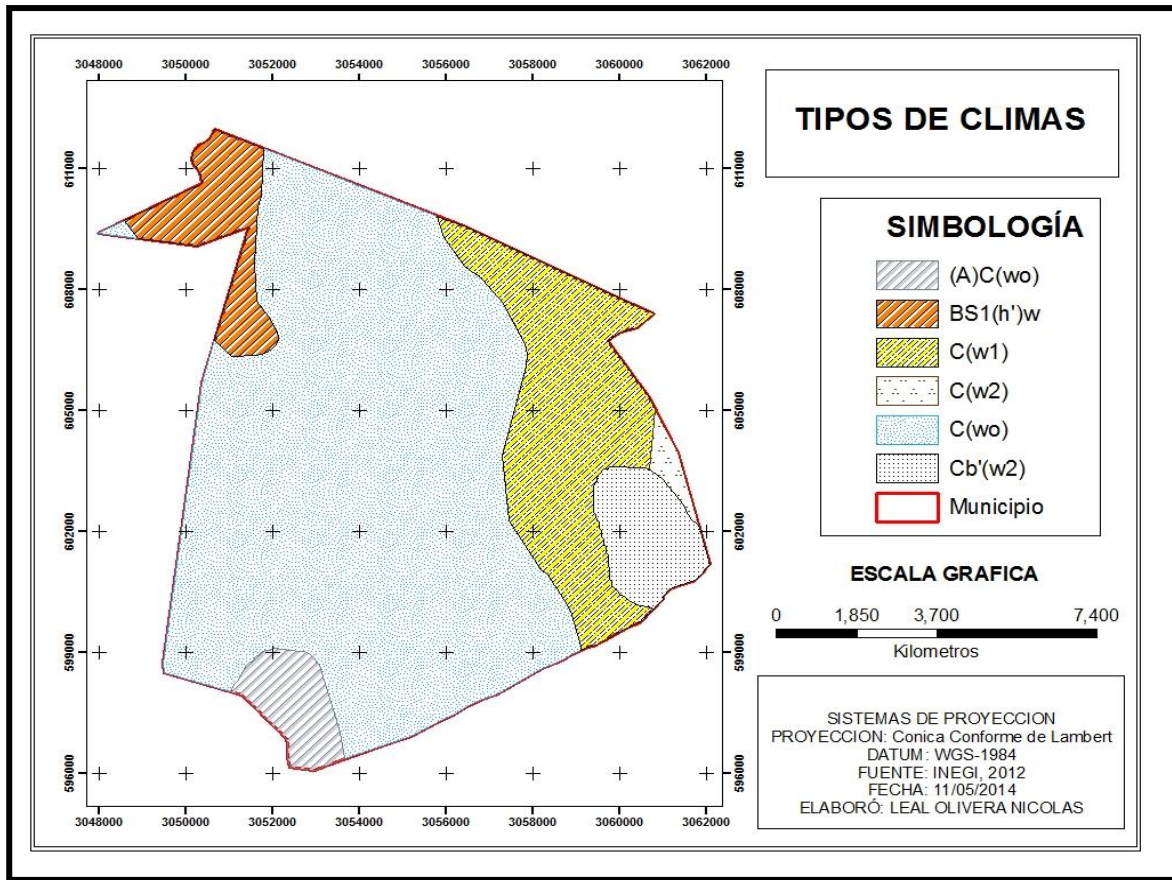 3048000 3050000 3052000 3054000 3056000 3058000 3060000 3062000
611000 611000
608000 608000
605000 605000
602000 602000
599000 599000
596000 596000
3048000 3050000 3052000 3054000 3056000 3058000 3060000 3062000
TIPOS DE CLIMAS
SIMBOLOGÍA
(A)C(wo)
BS1(h')w
C(w1)
C(w2)
C(wo)
Cb'(w2)
Municipio
ESCALA GRAFICA
0 1,850 3,700 7,400
Kilometros
SISTEMAS DE PROYECCION
PROYECCION: Conica Conforme de Lambert
DATUM: WGS-1984
FUENTE: INEGI, 2012
FECHA: 11/05/2014
ELABORÓ: LEAL OLIVERA NICOLAS